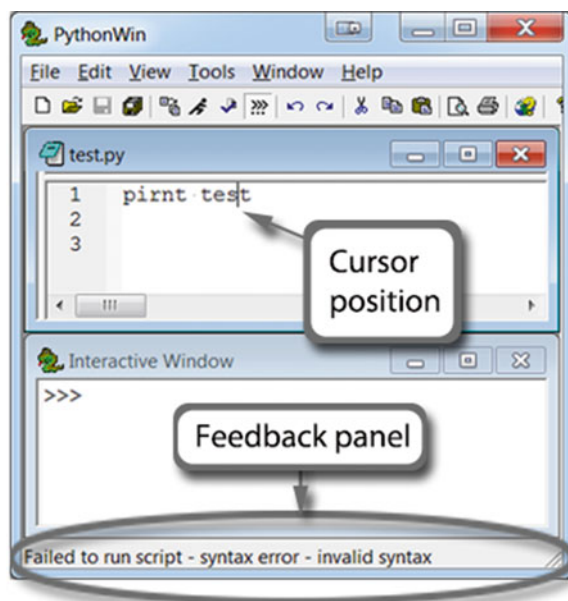 PythonWin
File Edit View Tools Window Help
test.py
1 pirnt test
2
3
Cursor
position
Interactive Window
>>>
Feedback panel
Failed to run script - syntax error - invalid syntax